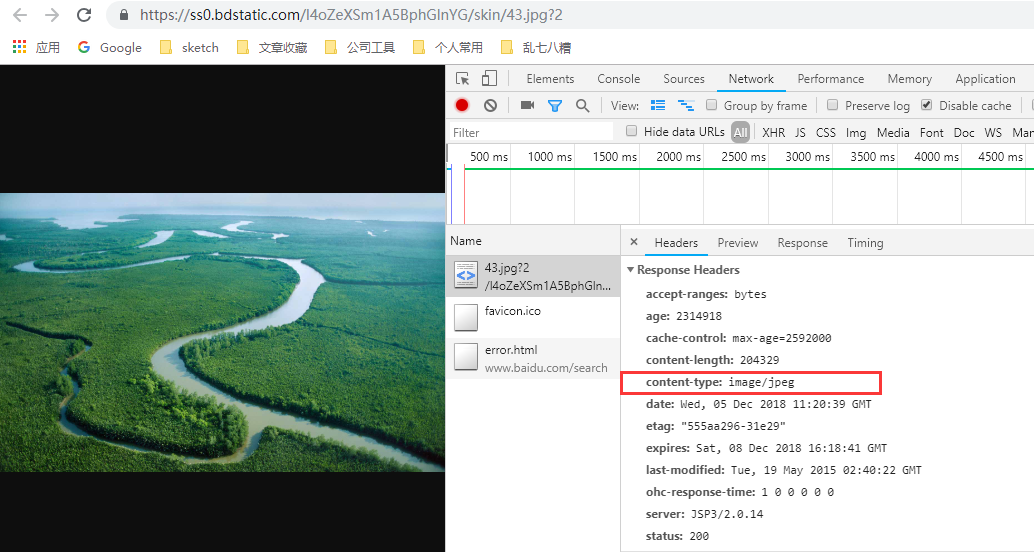 https://ss0.bdstatic.com/l4oZeXSm1A5BphGlnYG/skin/43.jpg?2
应用 Google sketch 文章收藏 公司工具 个人常用 乱七八糟
Elements Console Sources Network Performance Memory Application
View: Group by frame Preserve log Disable cache
Filter Hide data URLs All XHR JS CSS Img Media Font Doc WS Man
500 ms 1000 ms 1500 ms 2000 ms 2500 ms 3000 ms 3500 ms 4000 ms 4500 ms
Name
43.jpg?2
/l4oZeXSm1A5BphGln...
favicon.ico
error.html
www.baidu.com/search
× Headers Preview Response Timing
Response Headers
accept-ranges: bytes
age: 2314918
cache-control: max-age=2592000
content-length: 204329
content-type: image/jpeg
date: Wed, 05 Dec 2018 11:20:39 GMT
etag: "555aa296-31e29"
expires: Sat, 08 Dec 2018 16:18:41 GMT
last-modified: Tue, 19 May 2015 02:40:22 GMT
ohc-response-time: 1 0 0 0 0 0
server: JSP3/2.0.14
status: 200